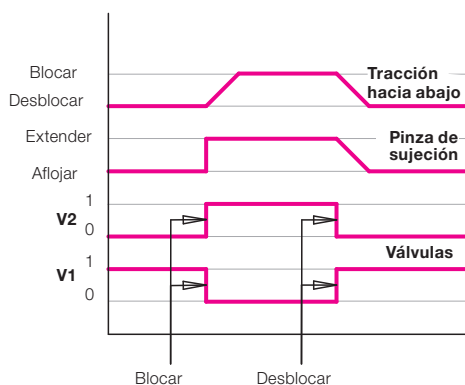 Blocar
Tracción
hacia abajo
Desblocar
Extender
Pinza de
sujeción
Aflojar
1
V2
0
Válvulas
1
V1
0
Blocar Desblocar